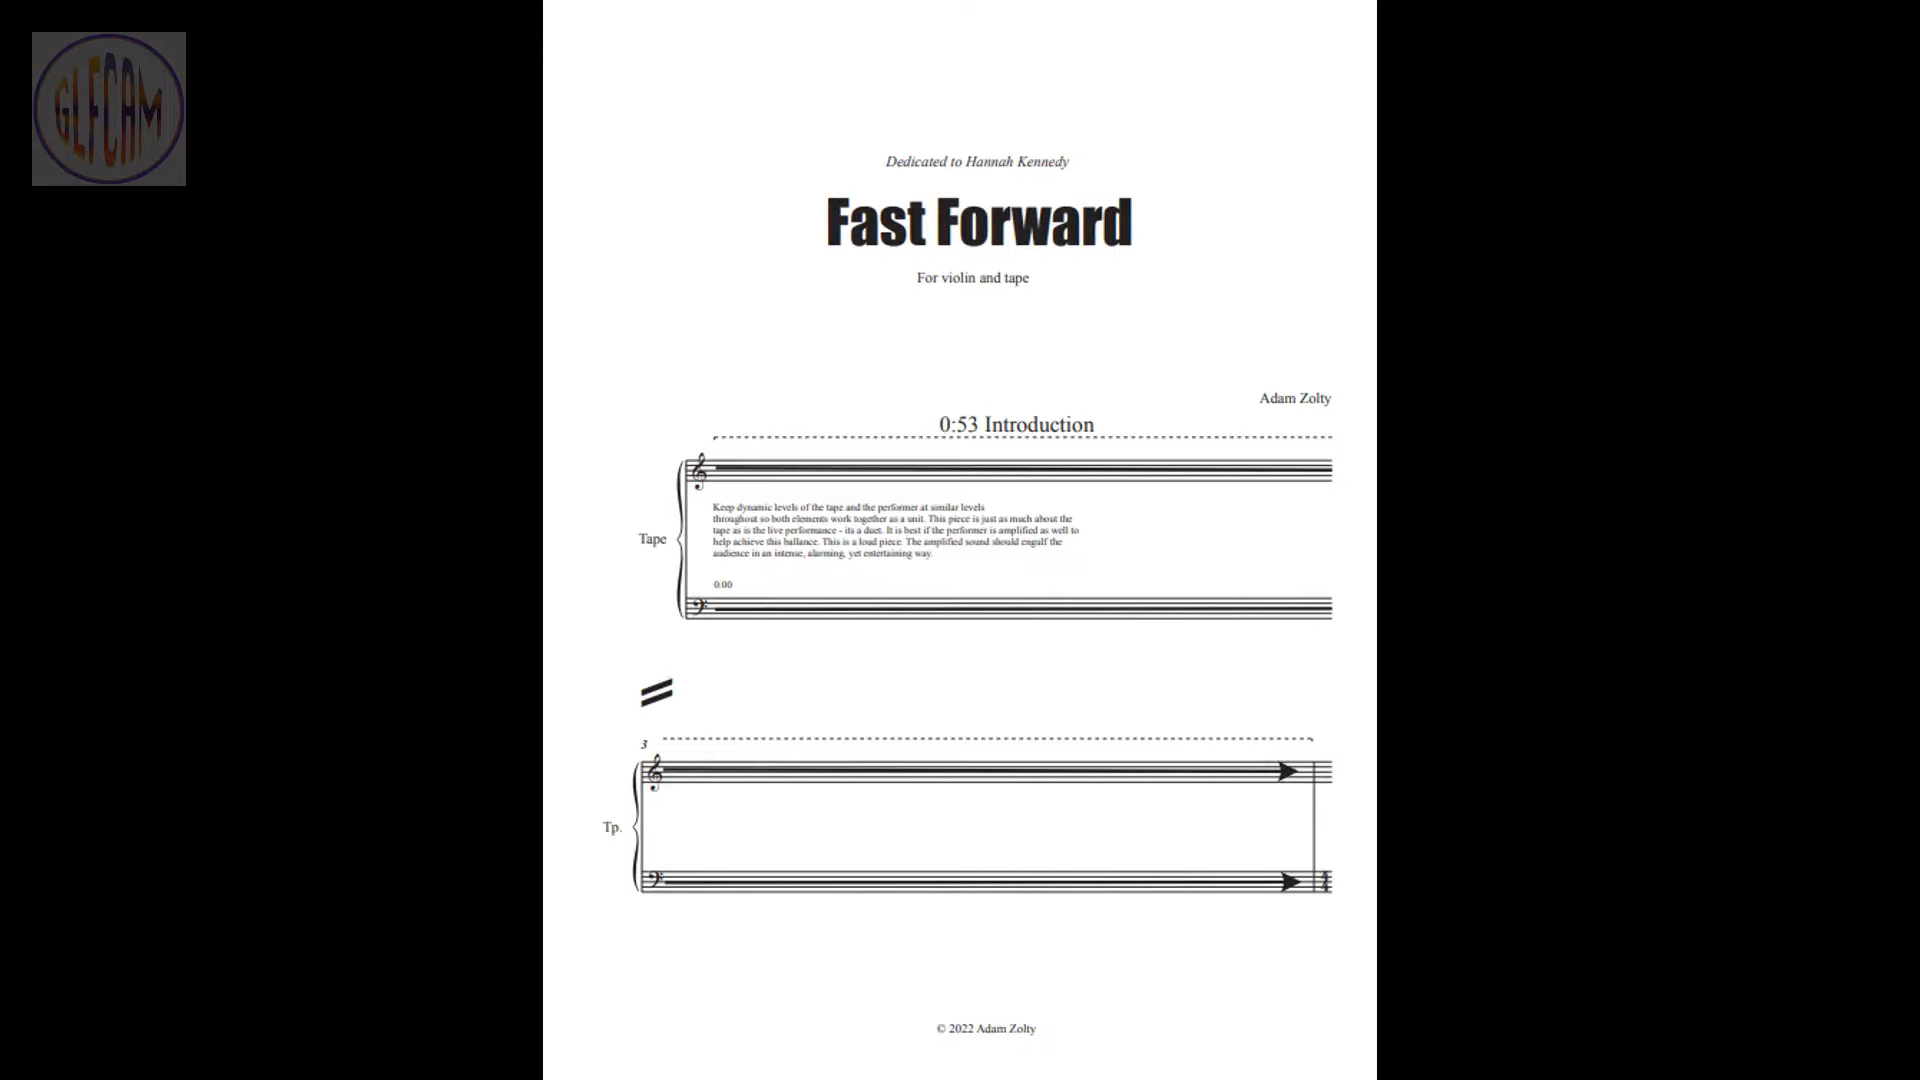 GLFCAM
Dedicated to Hannah Kennedy
Fast Forward
For violin and tape
Adam Zolty
0:53 Introduction
Keep dynamic levels of the tape and the performer at similar levels
throughout so both elements work together as a unit. This piece is just as much about the
tape as is the live performance - its a duet. It is best if the performer is amplified as well to
help achieve this ballance. This is a loud piece. The amplified sound should engulf the
audience in an intense, alarming, yet entertaining way.
Tape
0:00
3
Tp.
4
4
© 2022 Adam Zolty